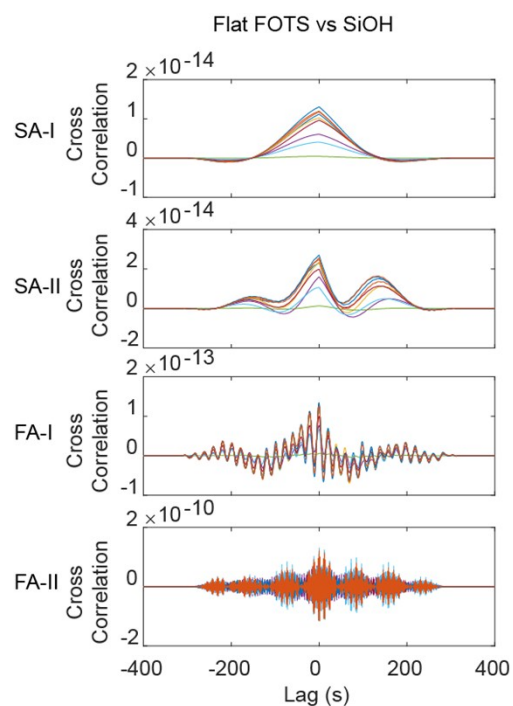 Flat FOTS vs SiOH
2 ×10-14
SA-I
Cross
Correlation
1
0
-1
4 ×10-14
SA-II
Cross
Correlation
2
0
-2
2 ×10-13
FA-I
Cross
Correlation
1
0
-1
2 ×10-10
FA-II
Cross
Correlation
0
-2
-400 -200 0 200 400
Lag (s)